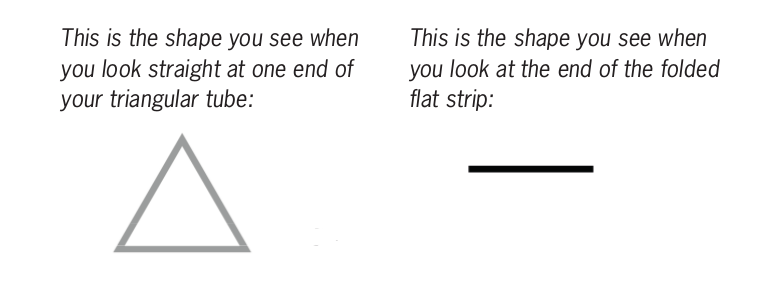 This is the shape you see when
you look straight at one end of
your triangular tube:
This is the shape you see when
you look at the end of the folded
flat strip: